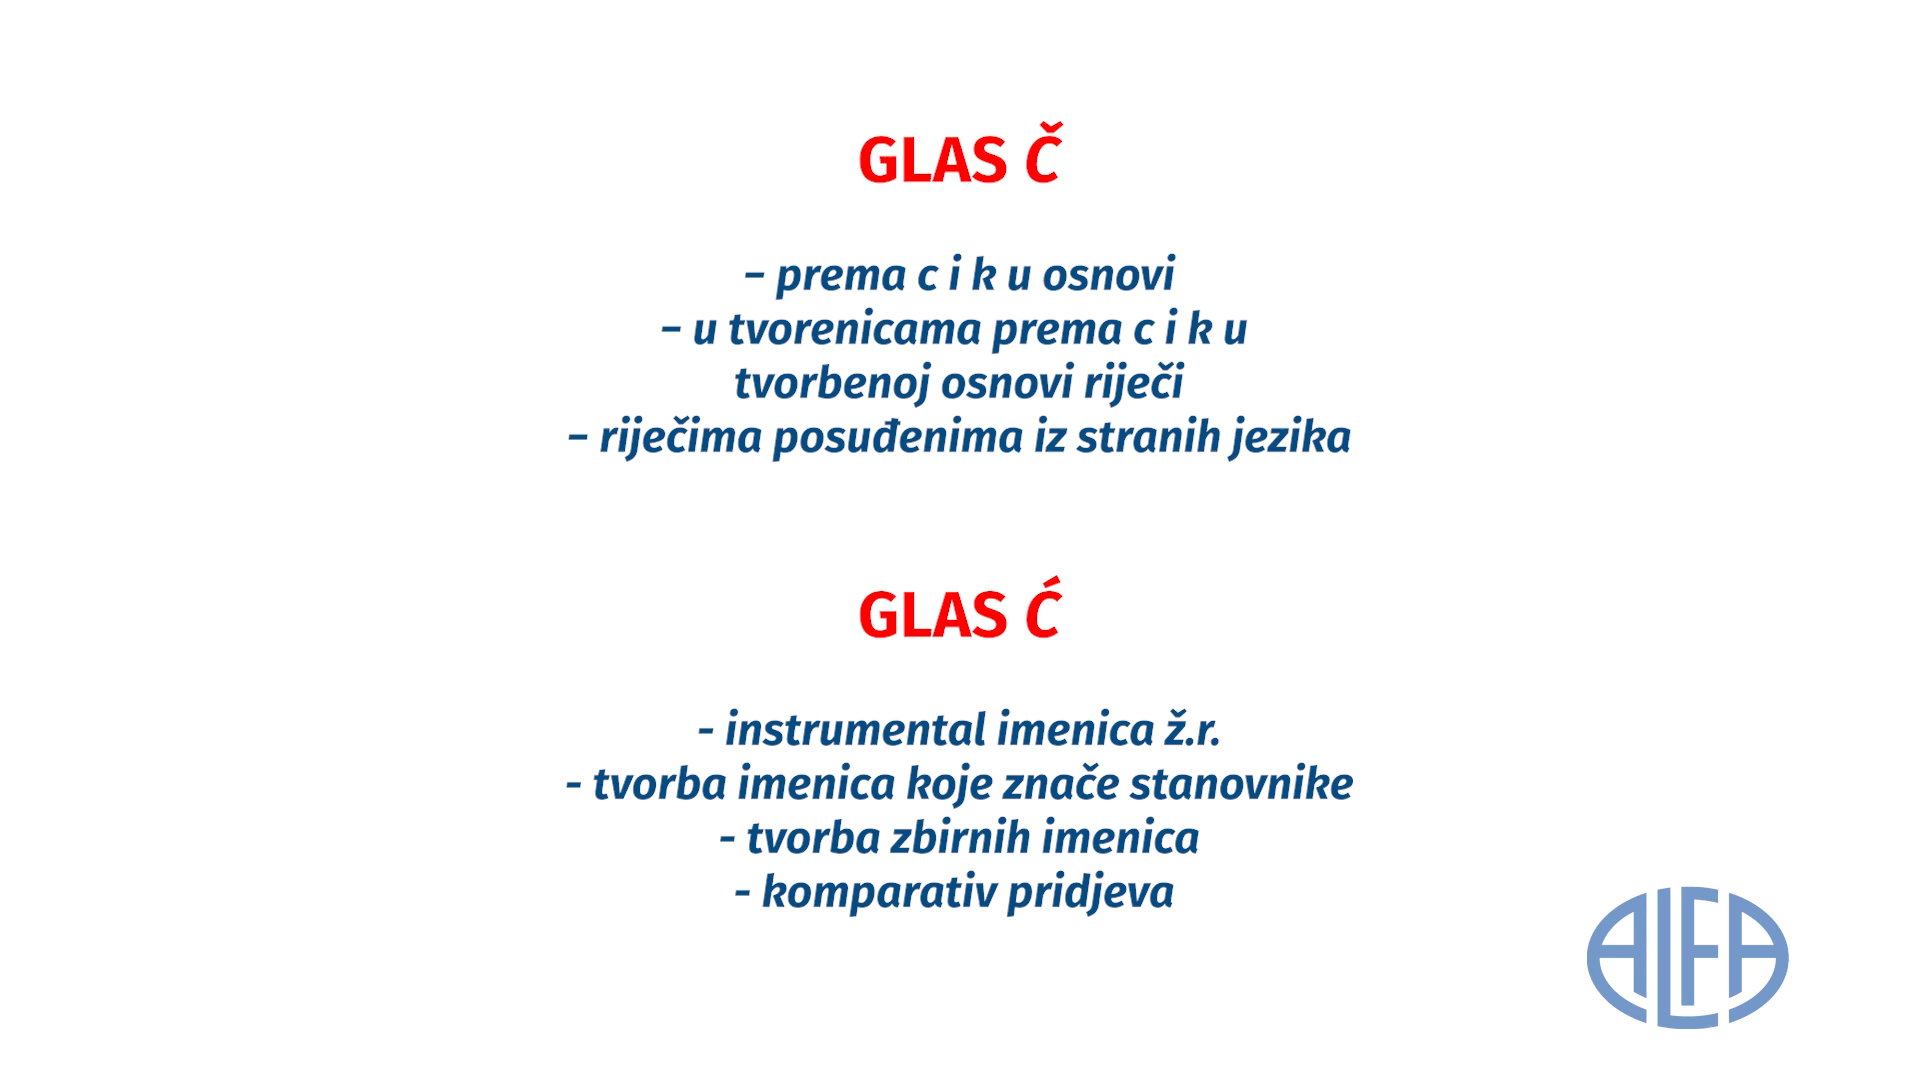 GLAS Č
– prema c i k u osnovi
– u tvorenicama prema c i k u
tvorbenoj osnovi riječi
– riječima posuđenima iz stranih jezika
GLAS Ć
- instrumental imenica ž.r.
- tvorba imenica koje znače stanovnike
- tvorba zbirnih imenica
- komparativ pridjeva
ALFA